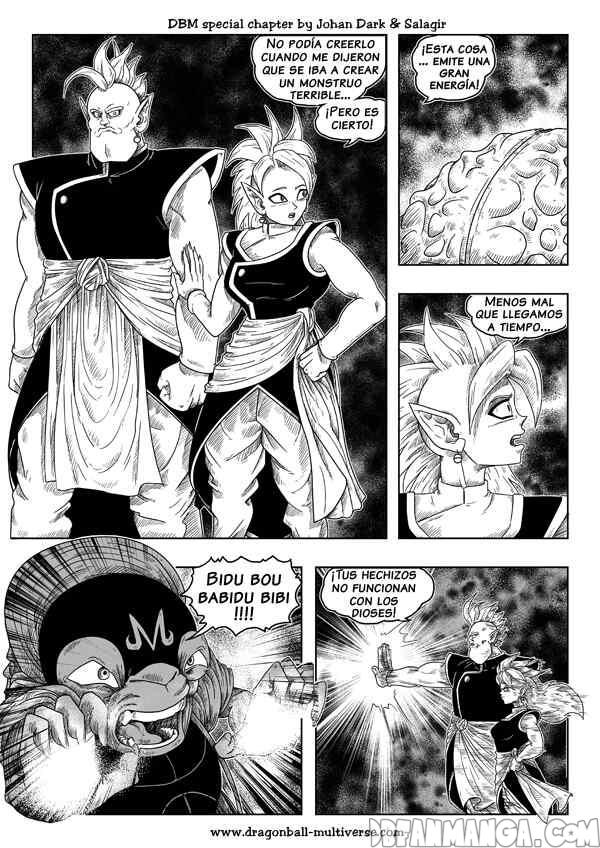 DBM special chapter by Johan Dark & Salagir
No podía creerlo
cuando me dijeron
que se iba a crear
un monstruo
terrible...
¡Pero es
cierto!
¡Esta cosa
... emite una
gran
energía!
Menos mal
que llegamos
a tiempo...
Bidu bou
babidu bibi
!!!!
M
¡Tus hechizos
no funcionan
con los
dioses!
www.dragonball-multiverse.com
DBFANMANGA.COM